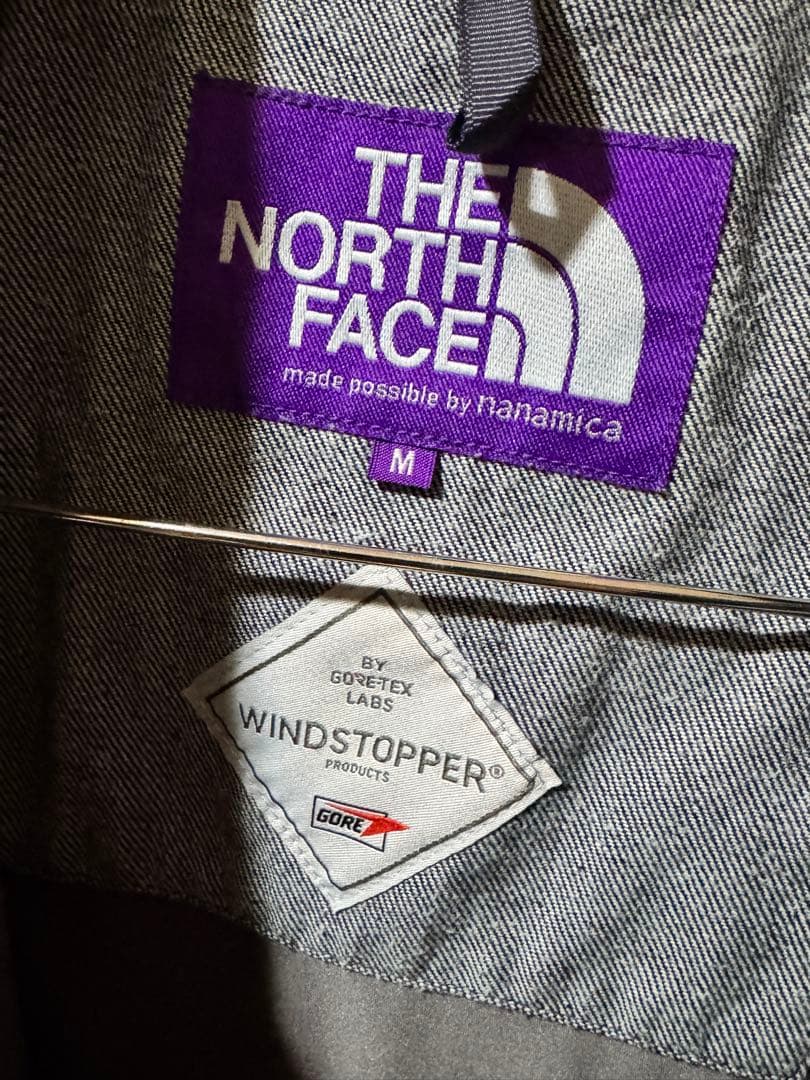 THE
NORTH
FACE
made possible by nanamica
M
BY
GORE-TEX
LABS
WINDSTOPPER®
PRODUCTS
GORE